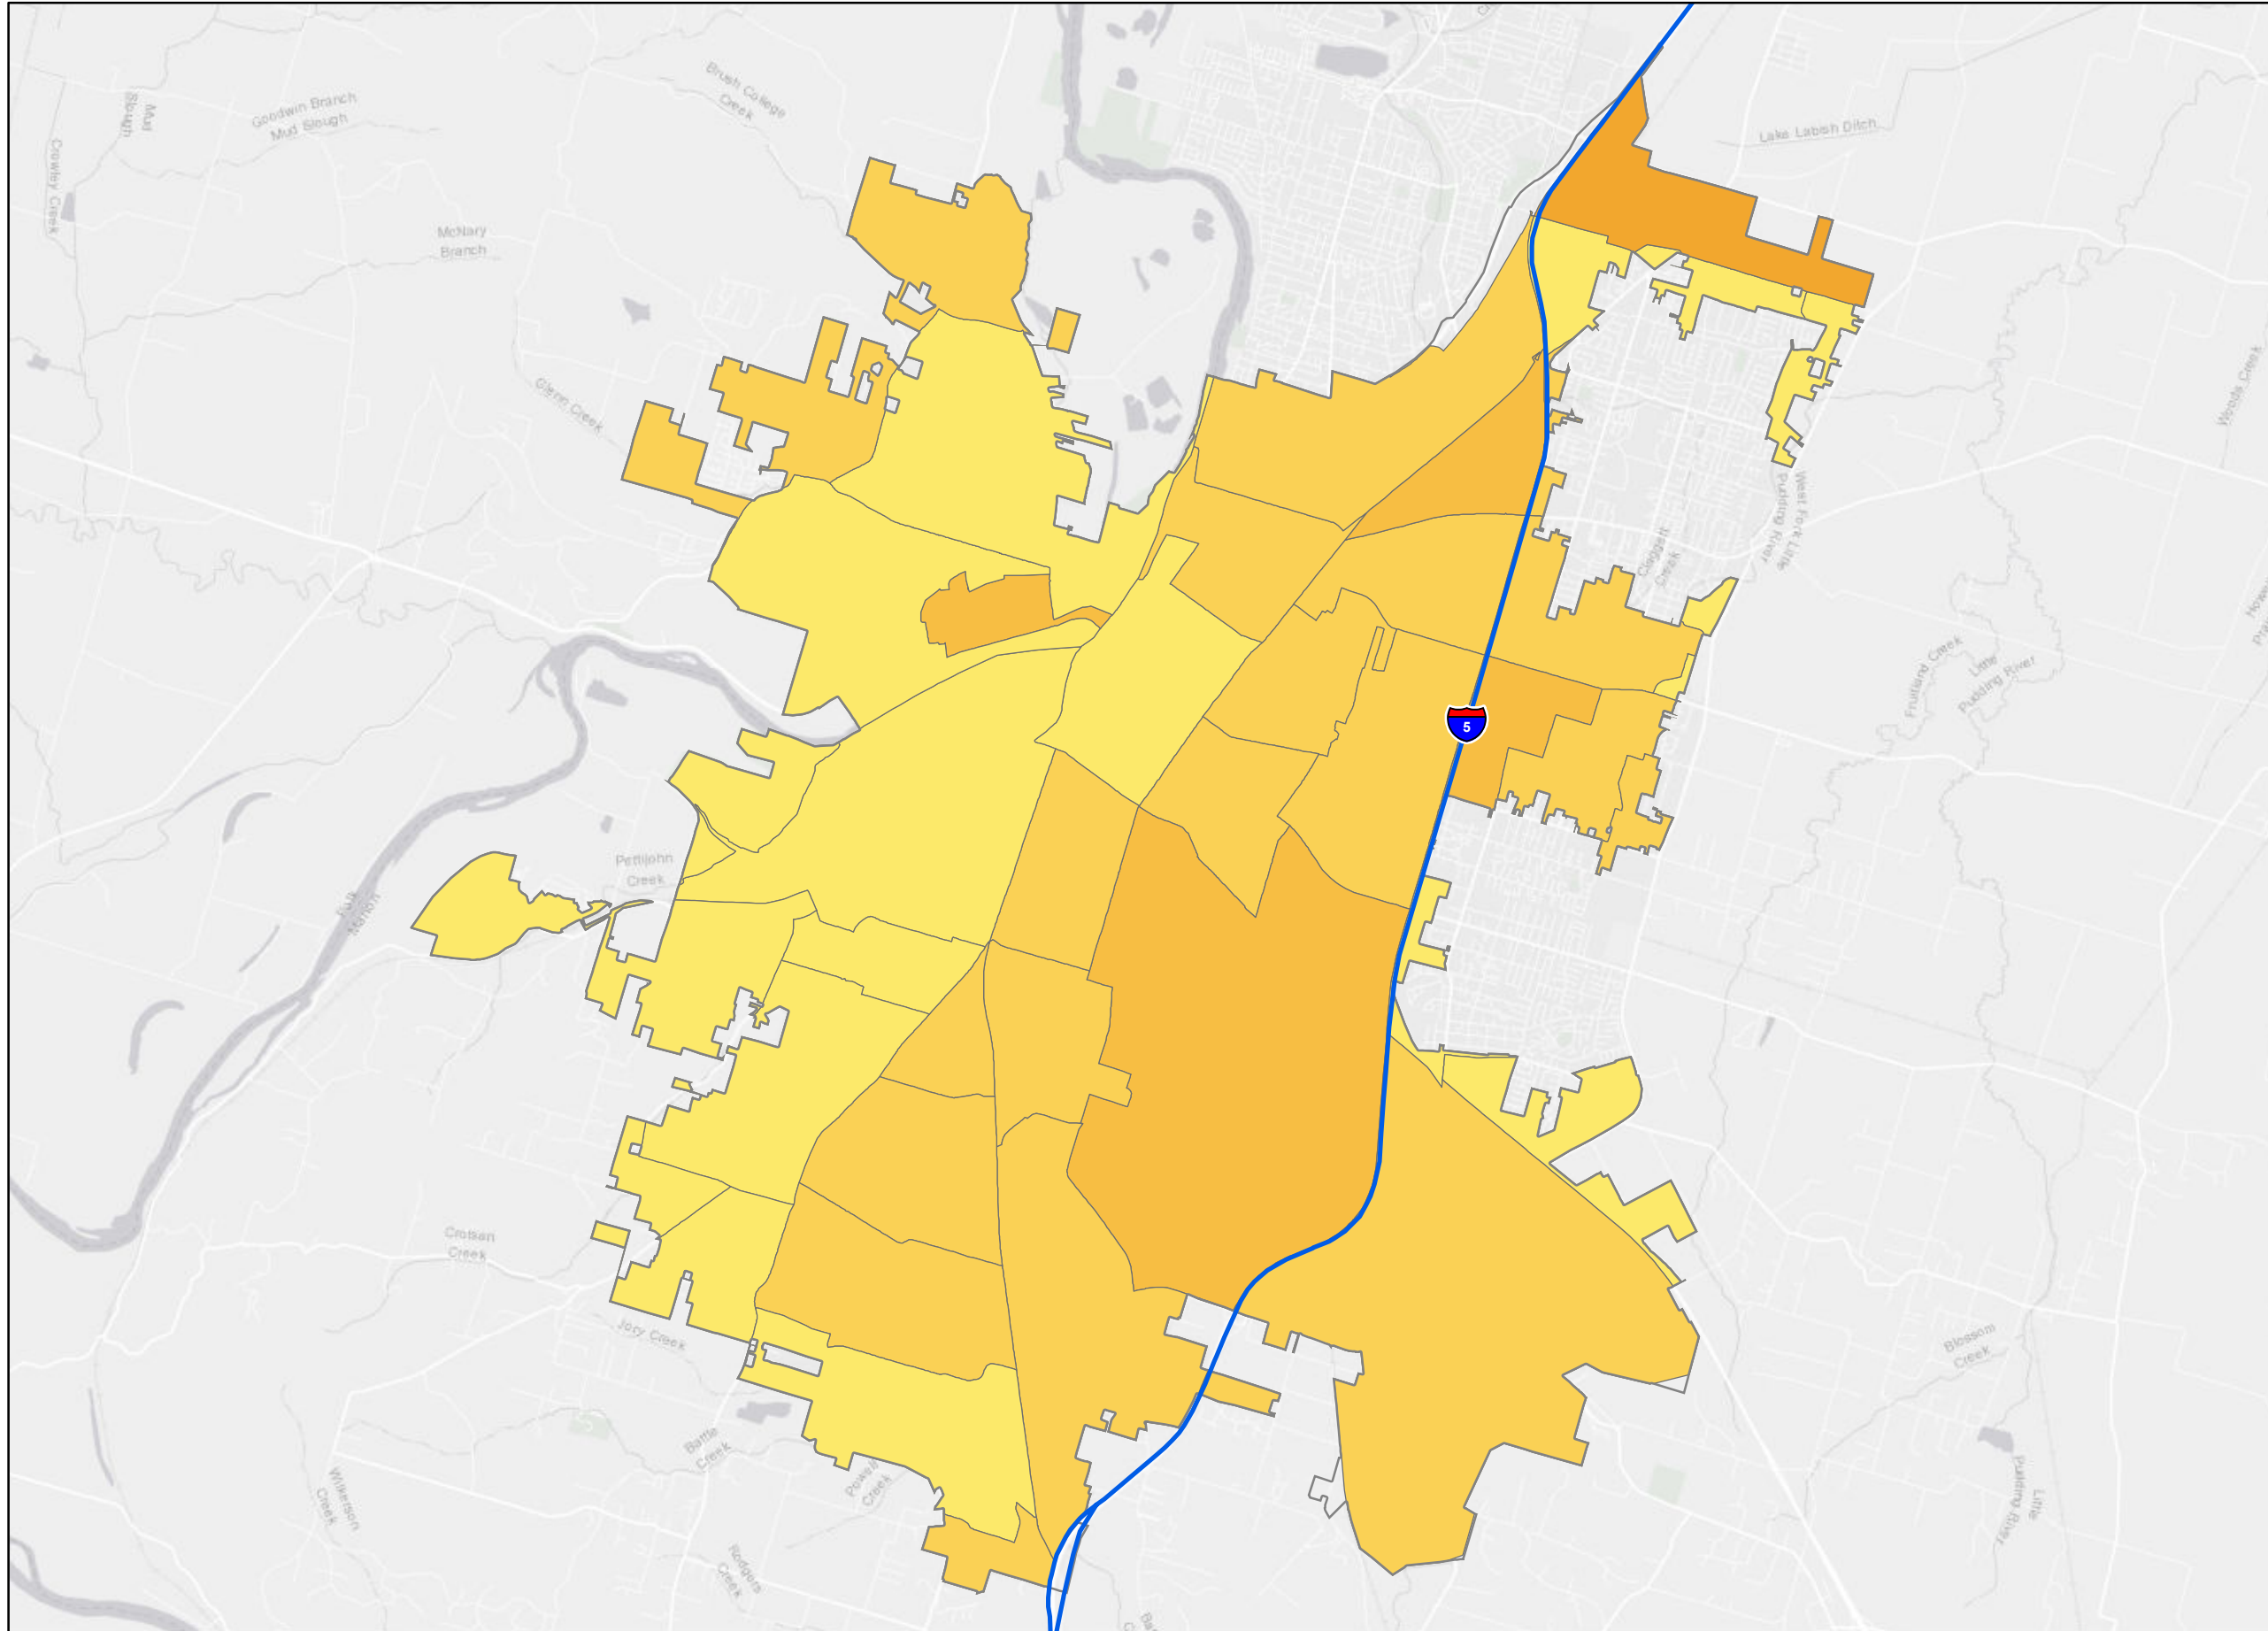 Brush College
Creek
Goodwin Branch
Mud Slough
Mud
Slough
Lake Labish Ditch
Crowley Creek
McNary
Branch
Glenn Creek
Woods Creek
West Fork Little
Pudding River
Claggett
Creek
Fruitland Creek
Little
Pudding River
5
Pettijohn
Creek
Croisan
Creek
Jory Creek
Blossom
Creek
Battle
Creek
Powell
Creek
Wilkerson
Creek
Rodgers
Creek
Little
Pudding River